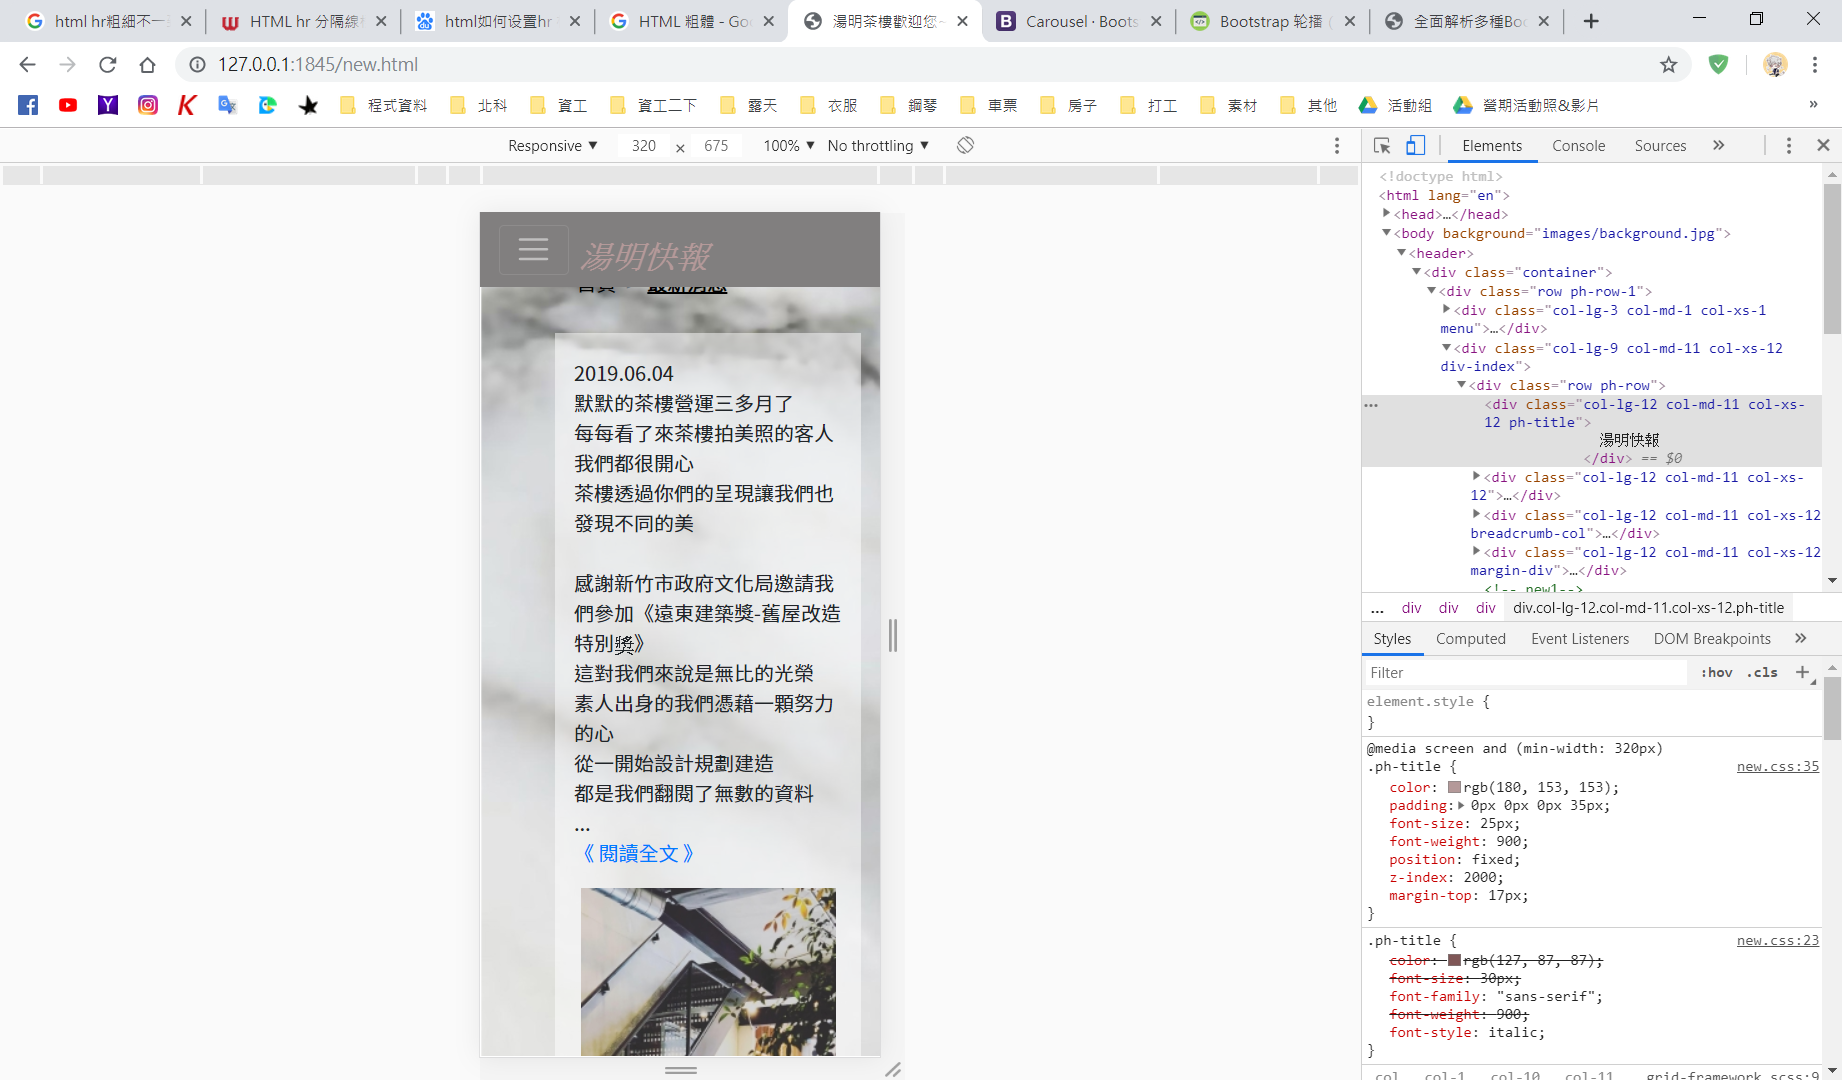 html hr粗細不一
HTML hr 分隔線
html如何设置hr
HTML 粗體 - Goo
湯明茶樓歡迎您~
Carousel · Boots
Bootstrap 轮播 (
全面解析多種Boo
127.0.0.1:1845/new.html
程式資料
北科
資工
資工二下
露天
衣服
鋼琴
車票
房子
打工
素材
其他
活動組
營期活動照&影片
»
Responsive ▼ 320 × 675 100% ▼ No throttling ▼
Elements Console Sources »
湯明快報
首頁 最新消息
2019.06.04
默默的茶樓營運三多月了
每每看了來茶樓拍美照的客人
我們都很開心
茶樓透過你們的呈現讓我們也
發現不同的美
感謝新竹市政府文化局邀請我
們參加《遠東建築獎-舊屋改造
特別獎》
這對我們來說是無比的光榮
素人出身的我們憑藉一顆努力
的心
從一開始設計規劃建造
都是我們翻閱了無數的資料
...
《 閱讀全文 》
<!doctype html>
<html lang="en">
<head>…</head>
<body background="images/background.jpg">
<header>
<div class="container">
<div class="row ph-row-1">
<div class="col-lg-3 col-md-1 col-xs-1
menu">…</div>
<div class="col-lg-9 col-md-11 col-xs-12
div-index">
<div class="row ph-row">
<div class="col-lg-12 col-md-11 col-xs-
12 ph-title">
湯明快報
</div> == $0
<div class="col-lg-12 col-md-11 col-xs-
12">…</div>
<div class="col-lg-12 col-md-11 col-xs-12
breadcrumb-col">…</div>
<div class="col-lg-12 col-md-11 col-xs-12
margin-div">…</div>
<!-- new1-->
... div div div div.col-lg-12.col-md-11.col-xs-12.ph-title
Styles Computed Event Listeners DOM Breakpoints »
Filter :hov .cls +
element.style {
}
@media screen and (min-width: 320px)
.ph-title { new.css:35
color: rgb(180, 153, 153);
padding: 0px 0px 0px 35px;
font-size: 25px;
font-weight: 900;
position: fixed;
z-index: 2000;
margin-top: 17px;
}
.ph-title { new.css:23
color: rgb(127, 87, 87);
font-size: 30px;
font-family: "sans-serif";
font-weight: 900;
font-style: italic;
}
.col, .col-1, .col-10, .col-11, grid-framework.scss:9